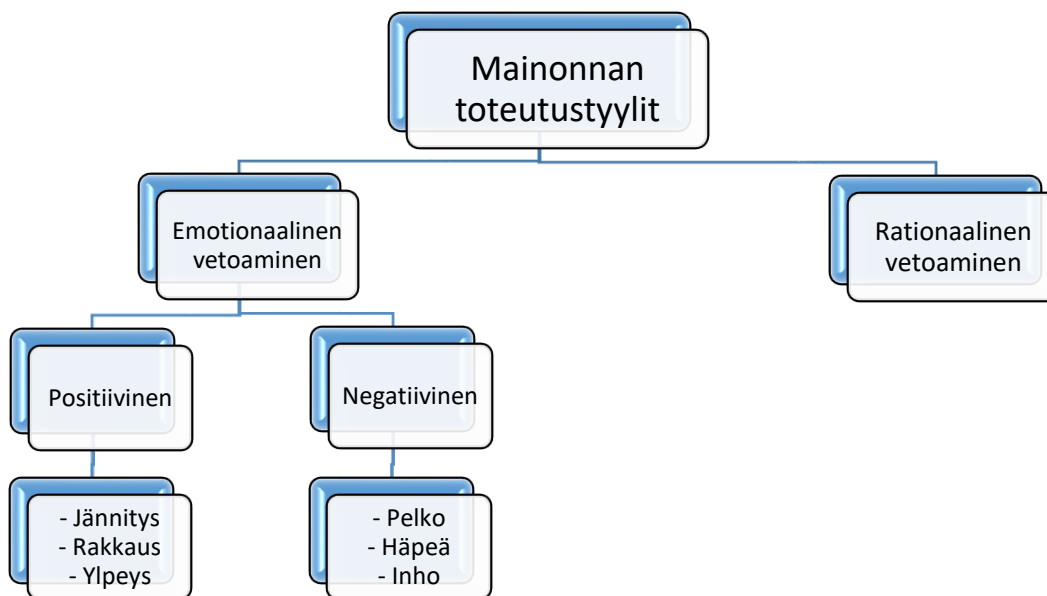 Mainonnan
toteutustyylit
Emotionaalinen
vetoaminen
Rationaalinen
vetoaminen
Positiivinen
Negatiivinen
- Jännitys
- Rakkaus
- Ylpeys
- Pelko
- Häpeä
- Inho